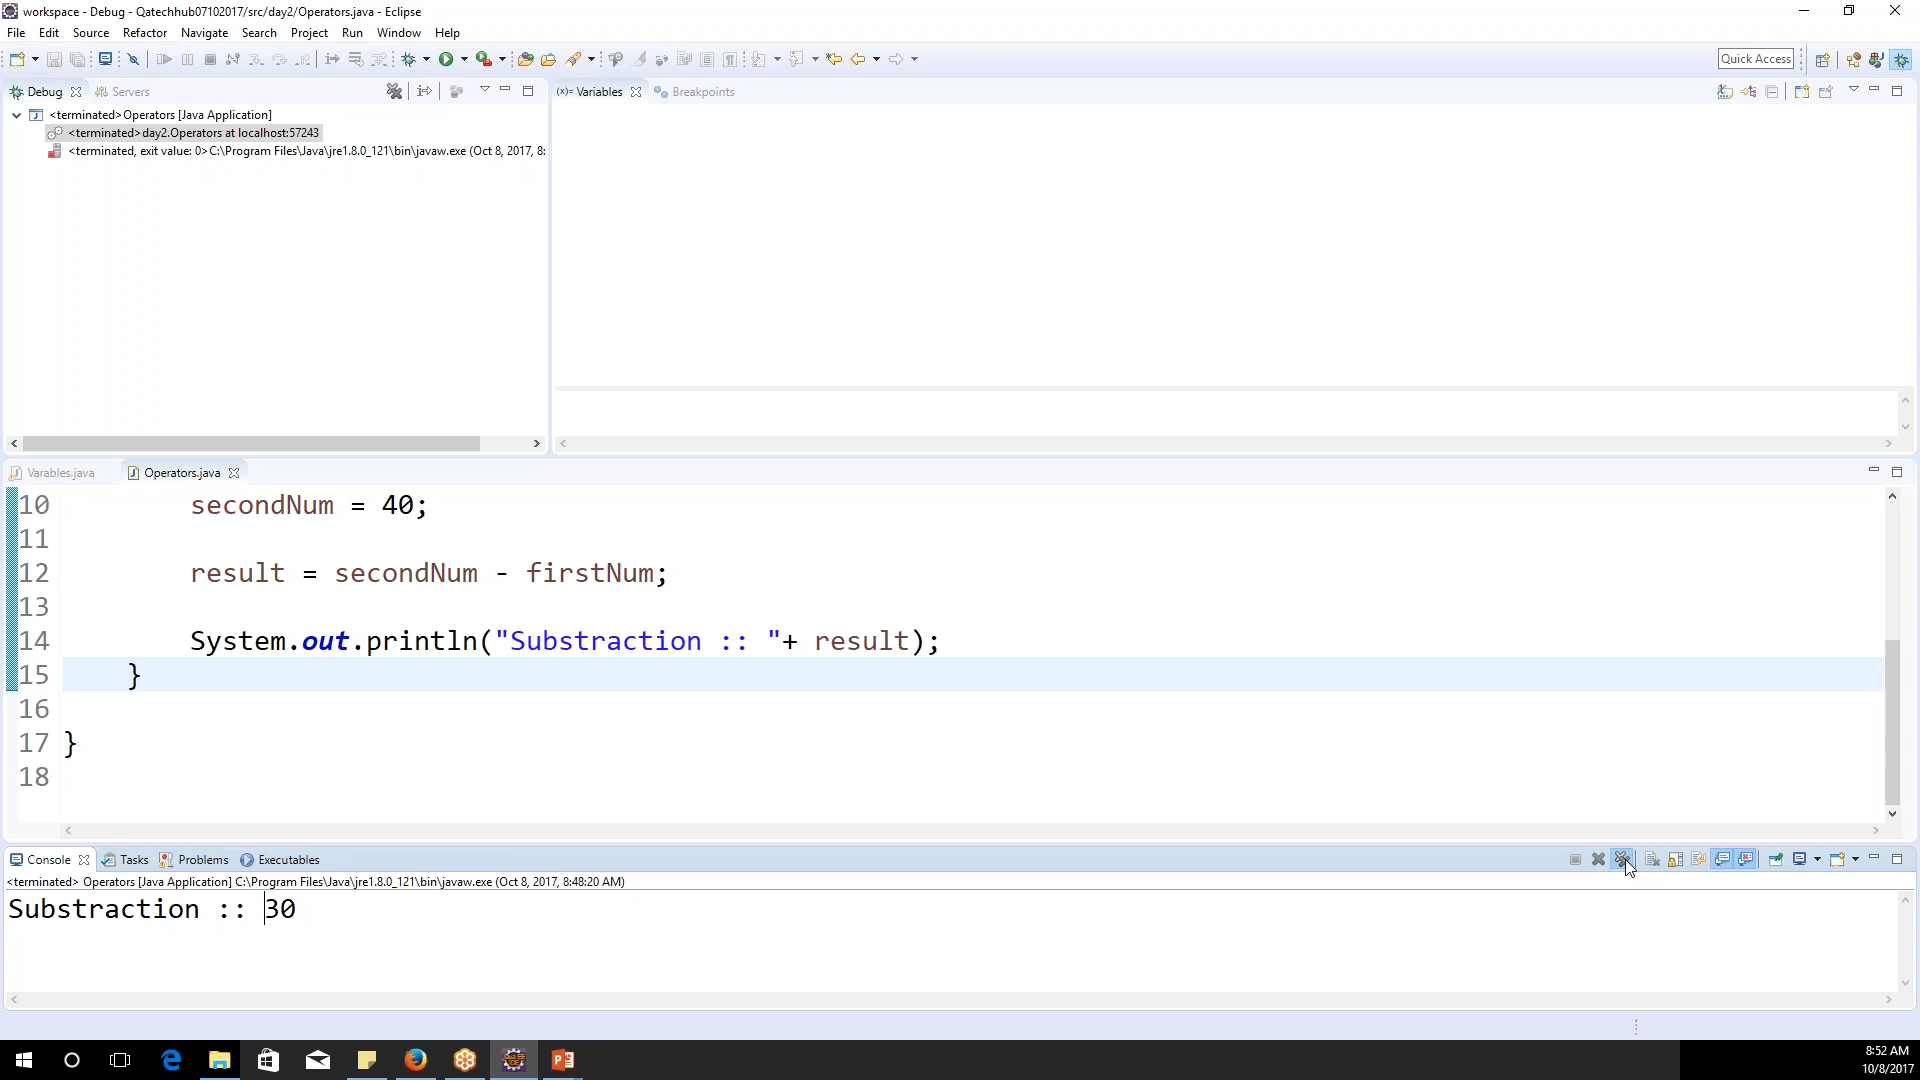 workspace - Debug - Qatechhub07102017/src/day2/Operators.java - Eclipse
File Edit Source Refactor Navigate Search Project Run Window Help
Quick Access
Debug Servers
(x)= Variables Breakpoints
<terminated>Operators [Java Application]
<terminated>day2.Operators at localhost:57243
<terminated, exit value: 0>C:\Program Files\Java\jre1.8.0_121\bin\javaw.exe (Oct 8, 2017, 8:
Varables.java Operators.java
10 secondNum = 40;
11
12 result = secondNum - firstNum;
13
14 System.out.println("Substraction :: "+ result);
15 }
16
17 }
18
Console Tasks Problems Executables
<terminated> Operators [Java Application] C:\Program Files\Java\jre1.8.0_121\bin\javaw.exe (Oct 8, 2017, 8:48:20 AM)
Substraction :: 30
8:52 AM
10/8/2017